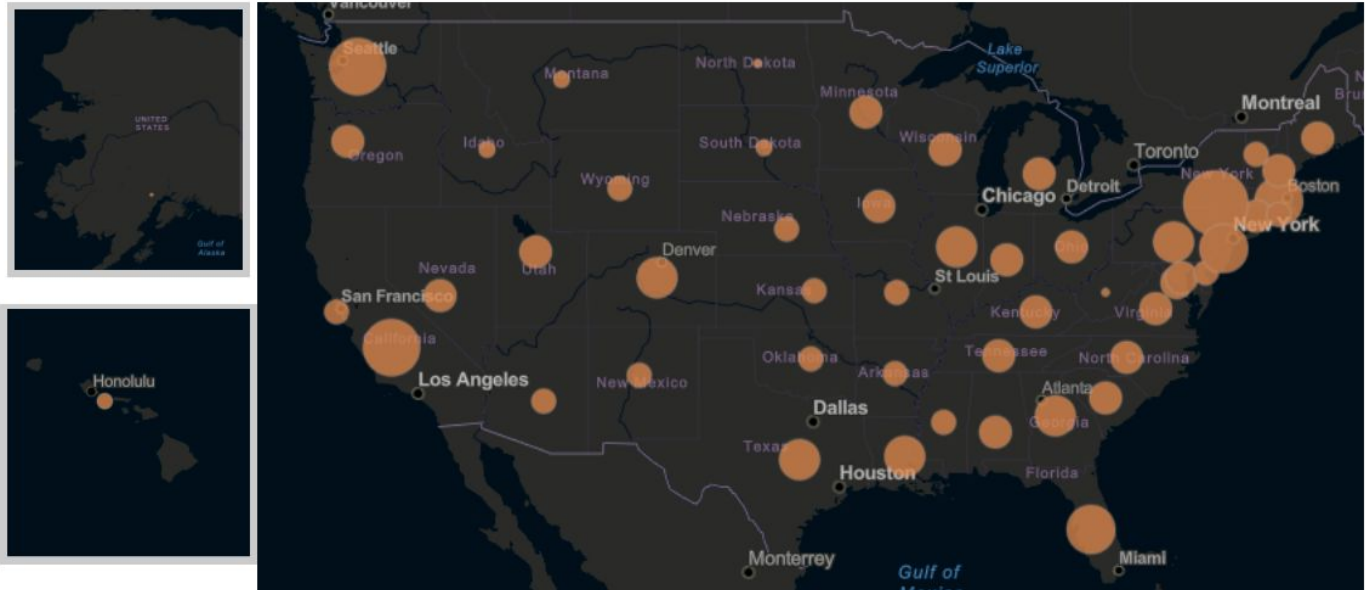 UNITED
STATES
Gulf of
Alaska
Honolulu
Vancouver
Seattle
Montana
North Dakota
Lake
Superior
Minnesota
Montreal
Oregon
Idaho
South Dakota
Wisconsin
Toronto
Wyoming
New York
Boston
Chicago
Detroit
Iowa
Nebraska
New York
Nevada
Utah
Denver
Ohio
San Francisco
Kansas
St Louis
Kentucky
Virginia
California
Los Angeles
New Mexico
Oklahoma
Arkansas
Tennessee
North Carolina
Dallas
Atlanta
Georgia
Texas
Houston
Florida
Monterrey
Miami
Gulf of